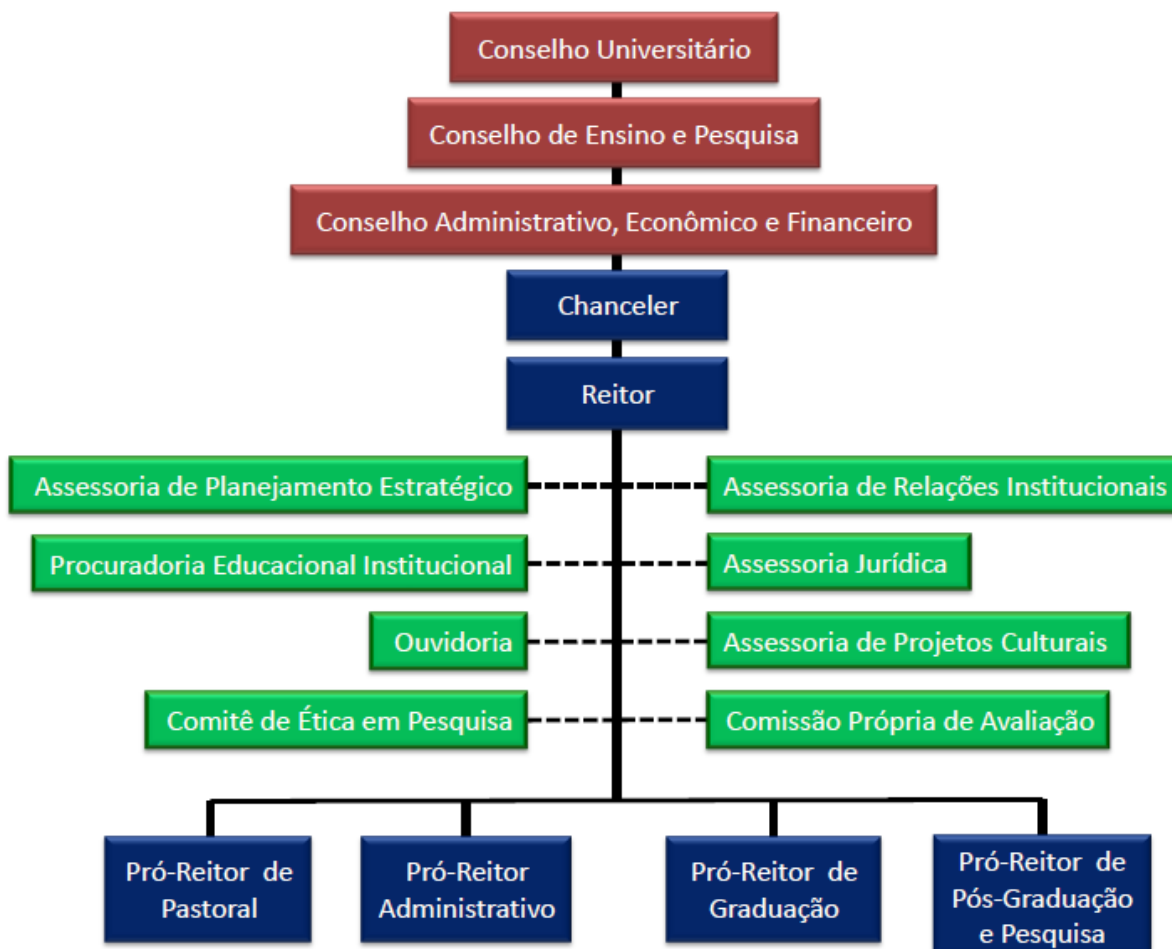 Conselho Universitário
Conselho de Ensino e Pesquisa
Conselho Administrativo, Econômico e Financeiro
Chanceler
Reitor
Assessoria de Planejamento Estratégico
Assessoria de Relações Institucionais
Procuradoria Educacional Institucional
Assessoria Jurídica
Ouvidoria
Assessoria de Projetos Culturais
Comitê de Ética em Pesquisa
Comissão Própria de Avaliação
Pró-Reitor de
Pastoral
Pró-Reitor
Administrativo
Pró-Reitor de
Graduação
Pró-Reitor de
Pós-Graduação
e Pesquisa